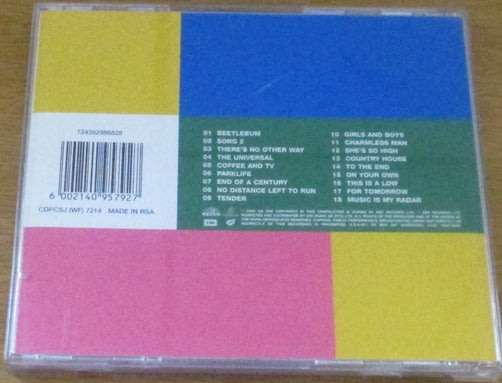 724352986828
6 002140 957927
CDPCSJ (WF) 7214 MADE IN RSA
01 BEETLEBUM
02 SONG 2
03 THERE'S NO OTHER WAY
04 THE UNIVERSAL
05 COFFEE AND TV
06 PARKLIFE
07 END OF A CENTURY
08 NO DISTANCE LEFT TO RUN
09 TENDER
10 GIRLS AND BOYS
11 CHARMLESS MAN
12 SHE'S SO HIGH
13 COUNTRY HOUSE
14 TO THE END
15 ON YOUR OWN
16 THIS IS A LOW
17 FOR TOMORROW
18 MUSIC IS MY RADAR
EMI